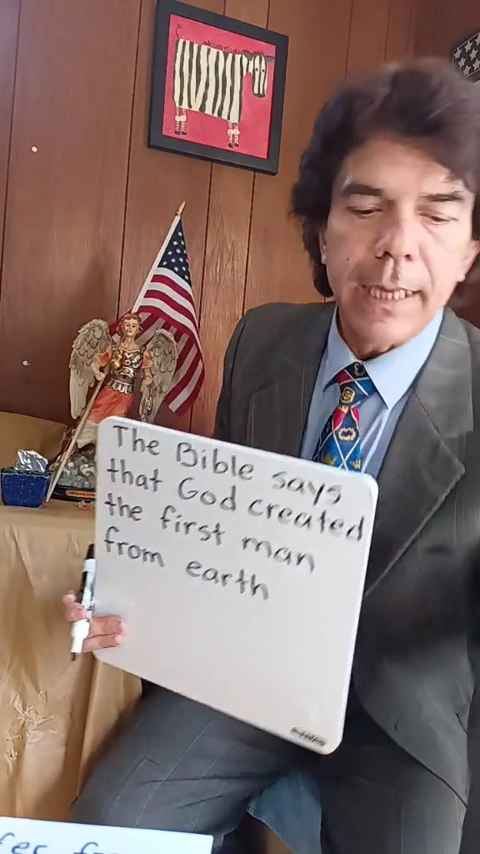 The Bible says
that God created
the first man
from earth